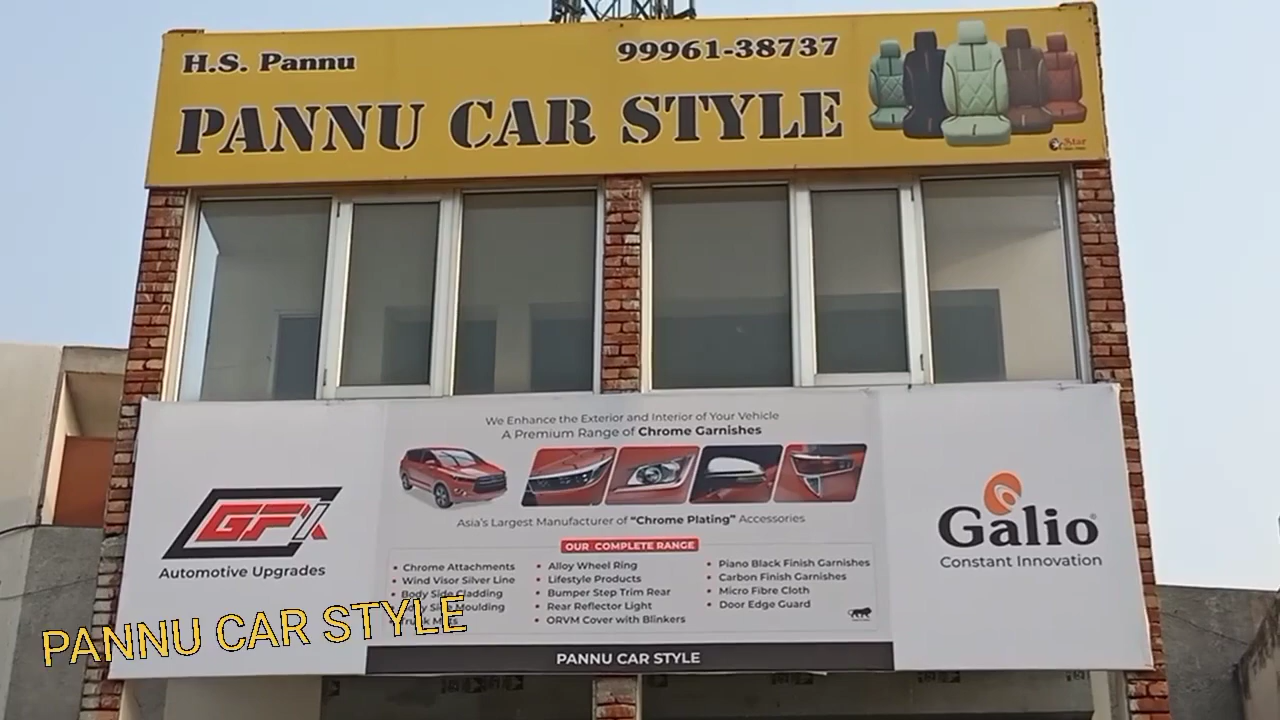 H.S. Pannu
99961-38737
PANNU CAR STYLE
Star
We Enhance the Exterior and Interior of Your Vehicle
A Premium Range of Chrome Garnishes
Asia's Largest Manufacturer of “Chrome Plating” Accessories
OUR COMPLETE RANGE
• Chrome Attachments
• Wind Visor Silver Line
• Body Side Cladding
Side Moulding
• Alloy Wheel Ring
• Lifestyle Products
• Bumper Step Trim Rear
• Rear Reflector Light
• ORVM Cover with Blinkers
• Piano Black Finish Garnishes
• Carbon Finish Garnishes
• Micro Fibre Cloth
• Door Edge Guard
PANNU CAR STYLE
GFX
Automotive Upgrades
Galio®
Constant Innovation
PANNU CAR STYLE